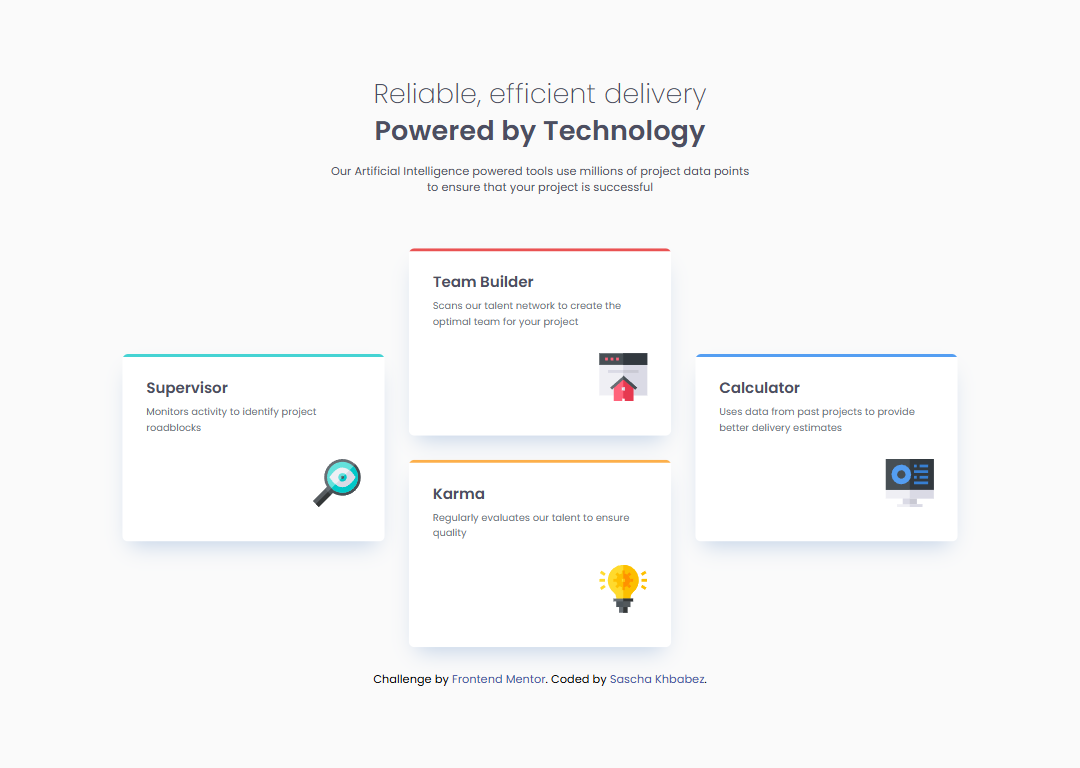 Reliable, efficient delivery
Powered by Technology
Our Artificial Intelligence powered tools use millions of project data points
to ensure that your project is successful
Supervisor
Monitors activity to identify project
roadblocks
Team Builder
Scans our talent network to create the
optimal team for your project
Karma
Regularly evaluates our talent to ensure
quality
Calculator
Uses data from past projects to provide
better delivery estimates
Challenge by Frontend Mentor. Coded by Sascha Khbabez.